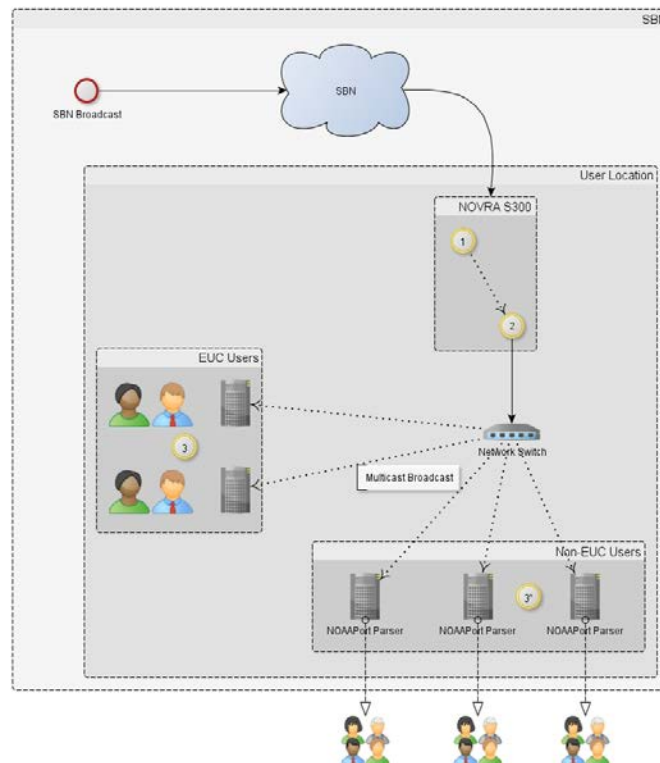 SBN
SBN
SBN Broadcast
User Location
NOVRA S300
1
2
EUC Users
3
Network Switch
Multicast Broadcast
Non-EUC Users
3*
NOAAPort Parser
NOAAPort Parser
NOAAPort Parser